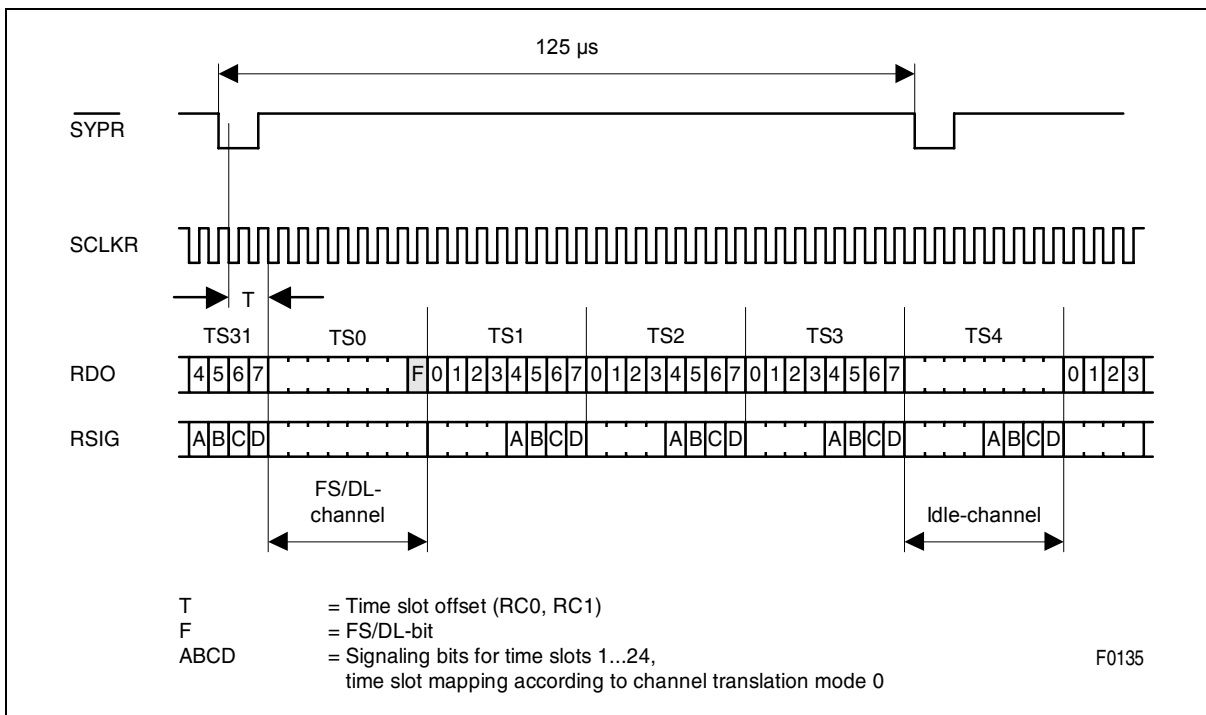 125 µs
SYPR
SCLKR
T
TS31 TS0 TS1 TS2 TS3 TS4
RDO 4 5 6 7 F 0 1 2 3 4 5 6 7 0 1 2 3 4 5 6 7 0 1 2 3 4 5 6 7 0 1 2 3
RSIG A B C D A B C D A B C D A B C D A B C D
FS/DL-
channel
Idle-channel
T = Time slot offset (RC0, RC1)
F = FS/DL-bit
ABCD = Signaling bits for time slots 1...24,
time slot mapping according to channel translation mode 0
F0135